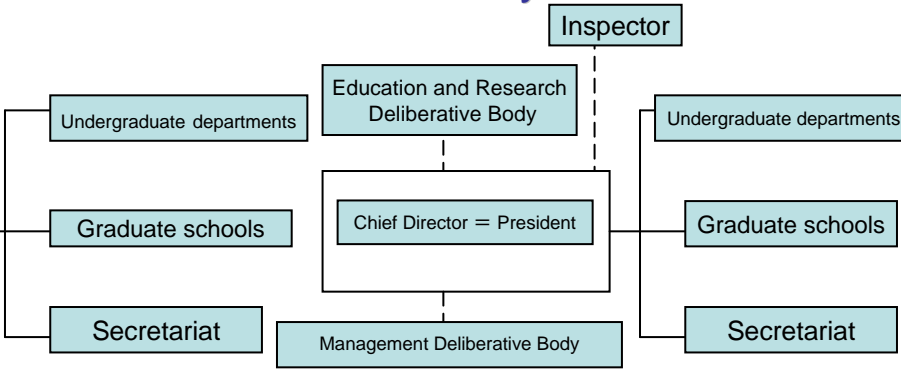 Inspector
Education and Research
Deliberative Body
Undergraduate departments
Undergraduate departments
Chief Director = President
Graduate schools
Graduate schools
Secretariat
Management Deliberative Body
Secretariat